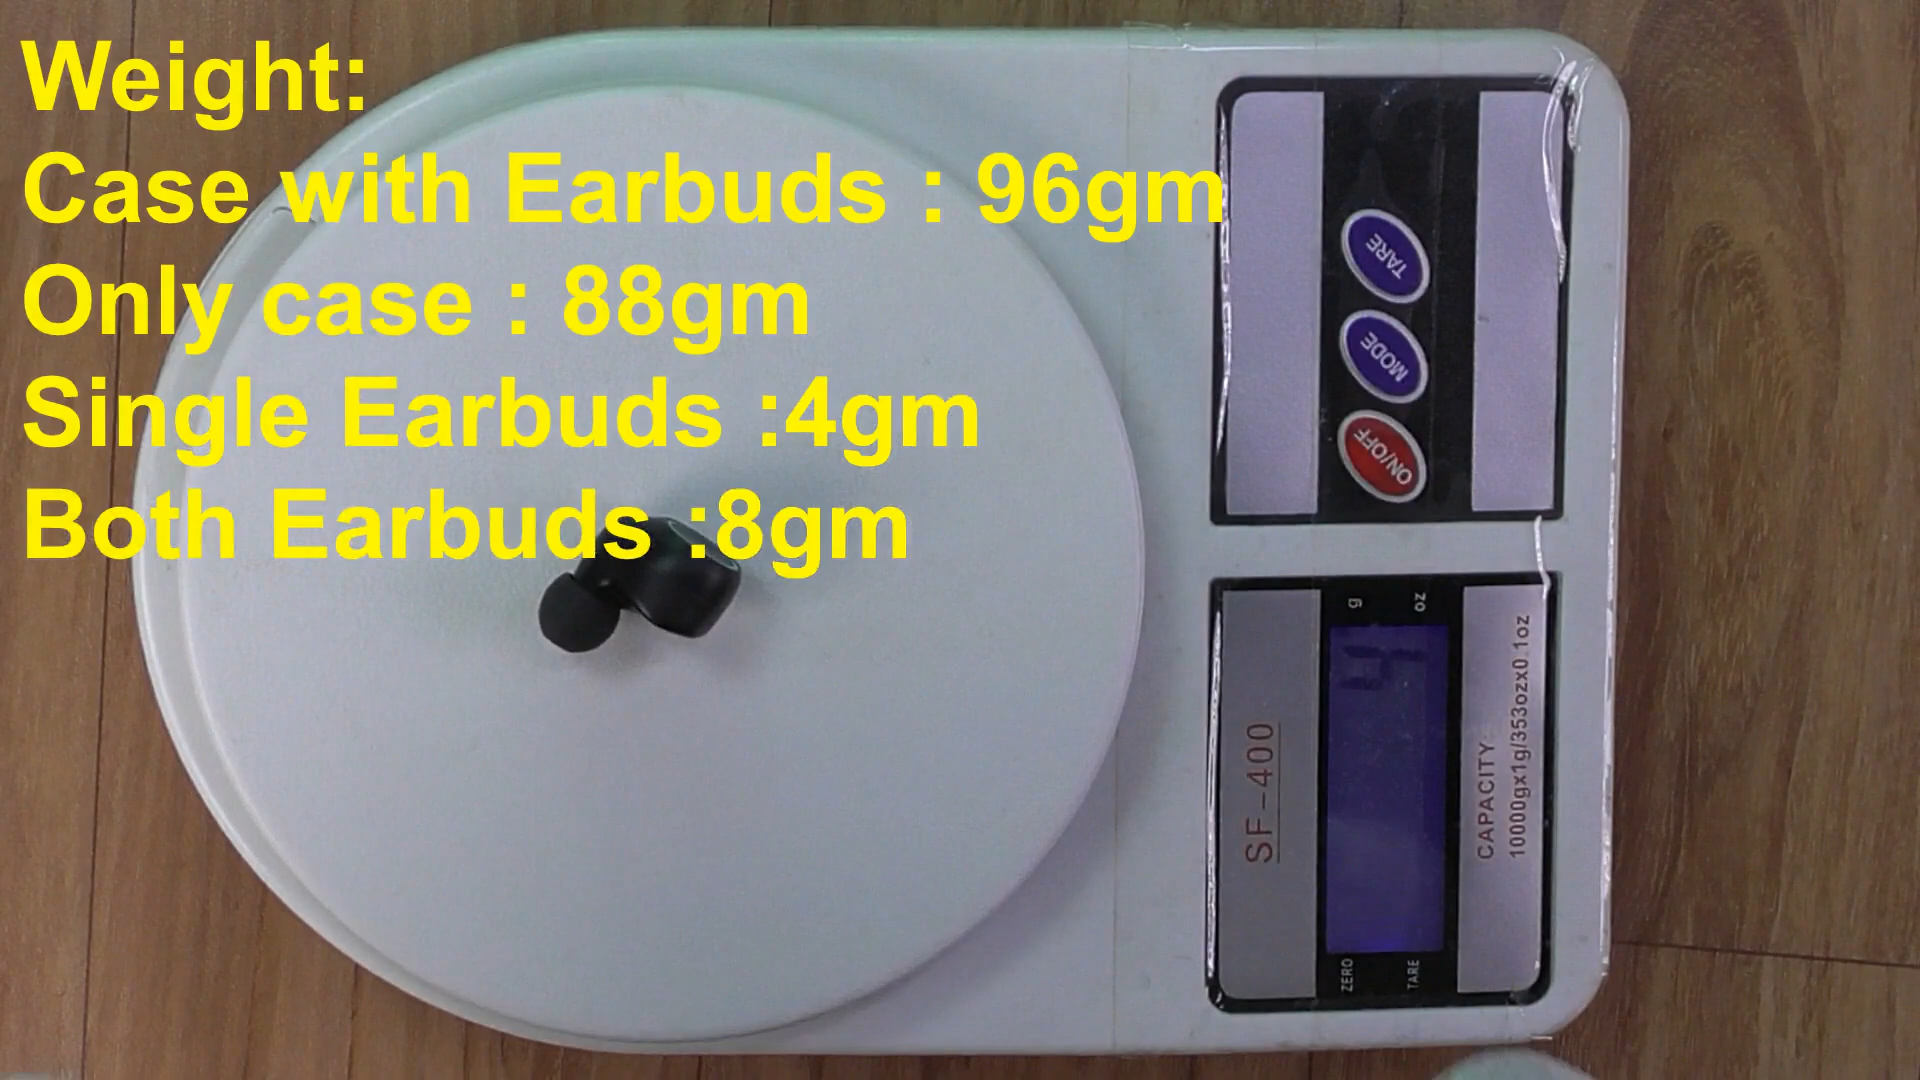 Weight:
Case with Earbuds : 96gm
Only case : 88gm
Single Earbuds :4gm
Both Earbuds :8gm
TARE
MODE
ON/OFF
g
oz
4
ZERO
TARE
SF-400
CAPACITY
10000gx1g/353ozx0.1oz